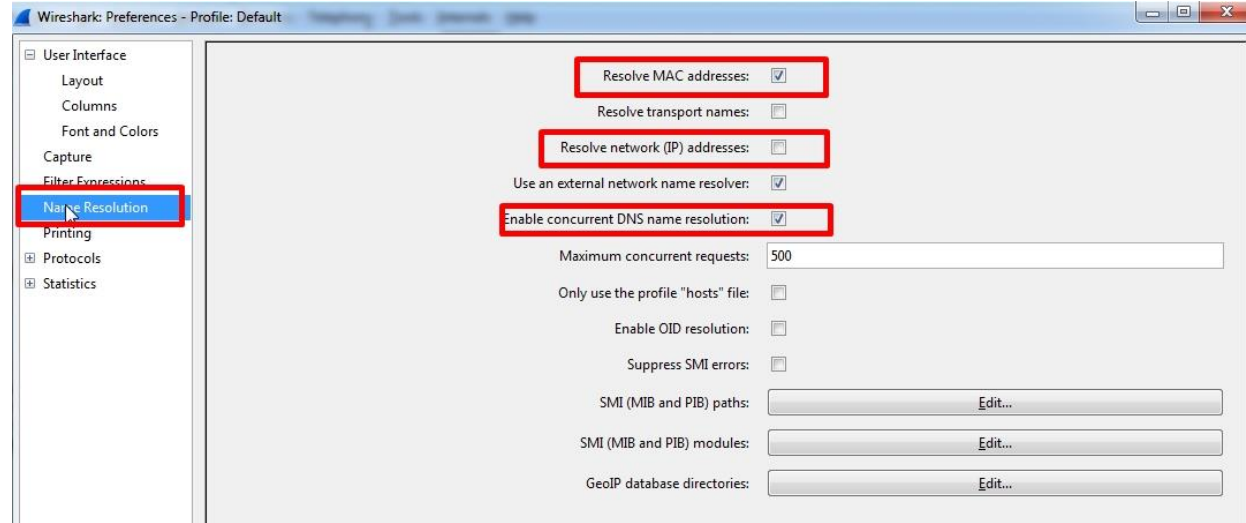 Wireshark: Preferences - Profile: Default
User Interface
Layout
Columns
Font and Colors
Capture
Filter Expressions
Name Resolution
Printing
Protocols
Statistics
Resolve MAC addresses:
Resolve transport names:
Resolve network (IP) addresses:
Use an external network name resolver:
Enable concurrent DNS name resolution:
Maximum concurrent requests: 500
Only use the profile "hosts" file:
Enable OID resolution:
Suppress SMI errors:
SMI (MIB and PIB) paths: Edit...
SMI (MIB and PIB) modules: Edit...
GeoIP database directories: Edit...